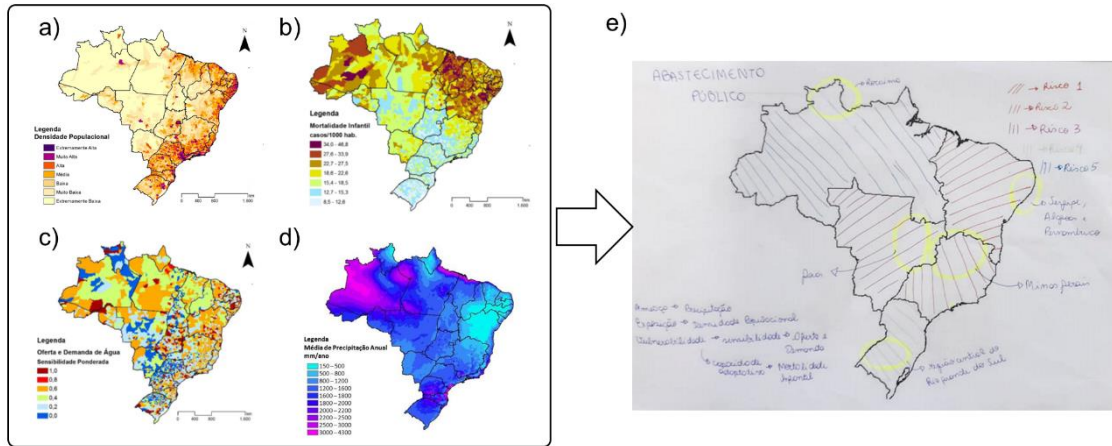 a)
N
Legenda
Densidade Populacional
Extremamente Alta
Muito Alta
Alta
Média
Baixa
Muito Baixa
Extremamente Baixa
b)
N
Legenda
Mortalidade Infantil
casos/1000 hab.
34,0 - 46,8
27,6 - 33,9
22,7 - 27,5
18,6 - 22,6
15,4 - 18,5
12,7 - 15,3
8,5 - 12,6
c)
N
Legenda
Oferta e Demanda de Água
Sensibilidade Ponderada
1,0
0,8
0,6
0,4
0,2
0,0
d)
Legenda
Média de Precipitação Anual
mm/ano
150 – 500
500 – 800
800 – 1200
1200 – 1600
1600 – 1800
1800 – 2000
2000 – 2200
2200 – 2500
2500 – 3000
3000 – 4300
e)
ABASTECIMENTO
PÚBLICO
Roraima
Risco 1
Risco 2
Risco 3
Risco 4
Risco 5
Sergipe,
Alagoas e
Pernambuco
Minas gerais
região central do
Rio grande do Sul
Ameaça → Precipitação
Exposição → Densidade Populacional
Vulnerabilidade → sensibilidade → Oferta e
Demanda
capacidade
adaptativa → Mortalidade
Infantil